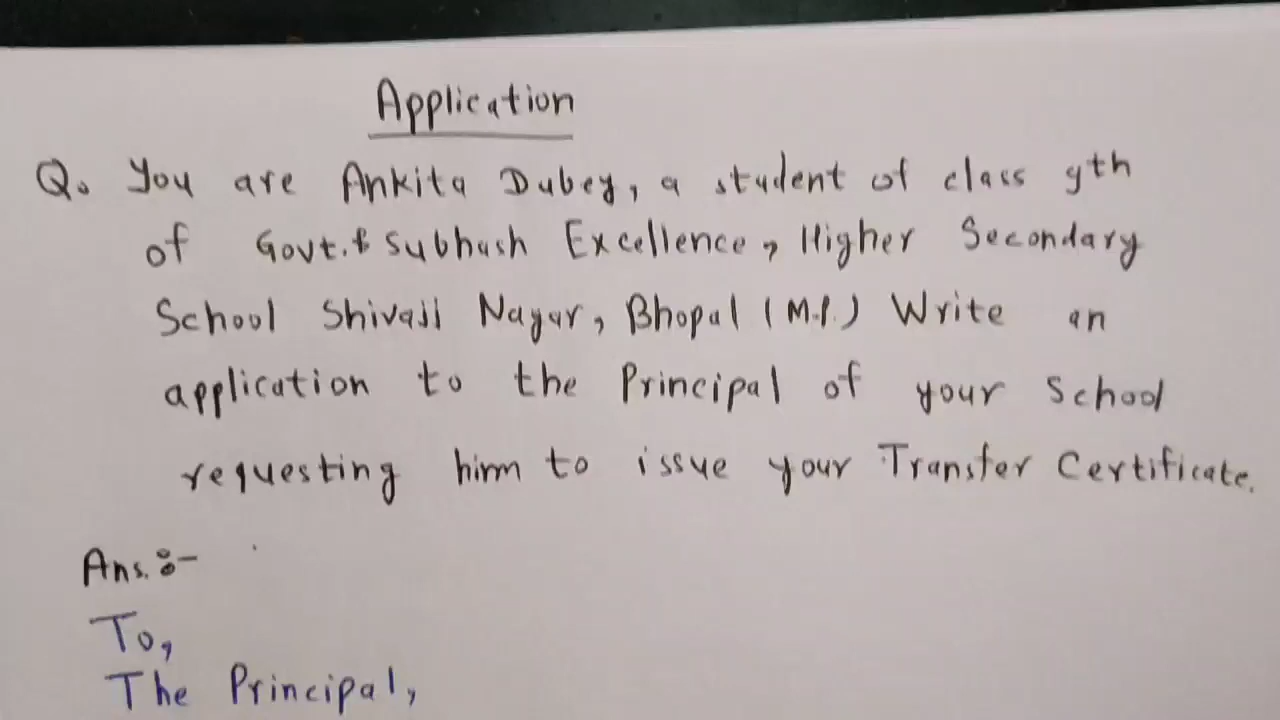 Application
Q. You are Ankita Dubey, a student of class 9th
of Govt. Subhash Excellence, Higher Secondary
School Shivaji Nagar, Bhopal (M.P.) Write an
application to the Principal of your School
requesting him to issue your Transfer Certificate.
Ans.:-
To,
The Principal,